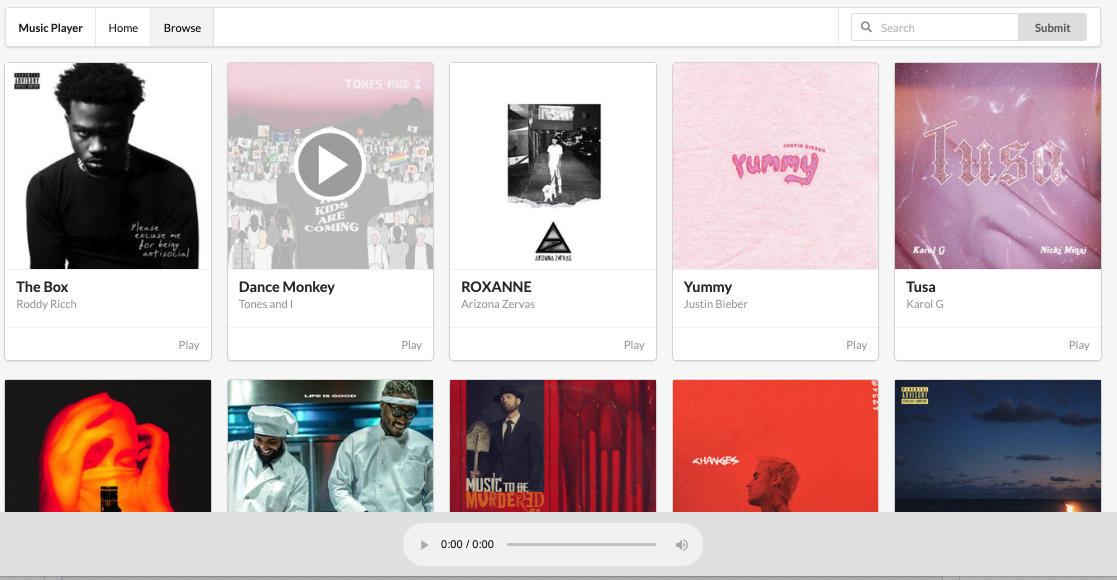 Music Player Home Browse Search Submit
PARENTAL
ADVISORY
EXPLICIT CONTENT
Please
excuse me
for being
antisocial
TONES AND I
THE
KIDS
ARE
COMING
ARIZONA ZERVAS
JUSTIN BIEBER
Yummy
Tusa
Karol G Nicki Minaj
The Box
Roddy Ricch
Play
Dance Monkey
Tones and I
Play
ROXANNE
Arizona Zervas
Play
Yummy
Justin Bieber
Play
Tusa
Karol G
Play
LIFE IS GOOD
MUSIC TO BE
MURDERED
BY
CHANGES
PARENTAL
ADVISORY
EXPLICIT CONTENT
0:00 / 0:00